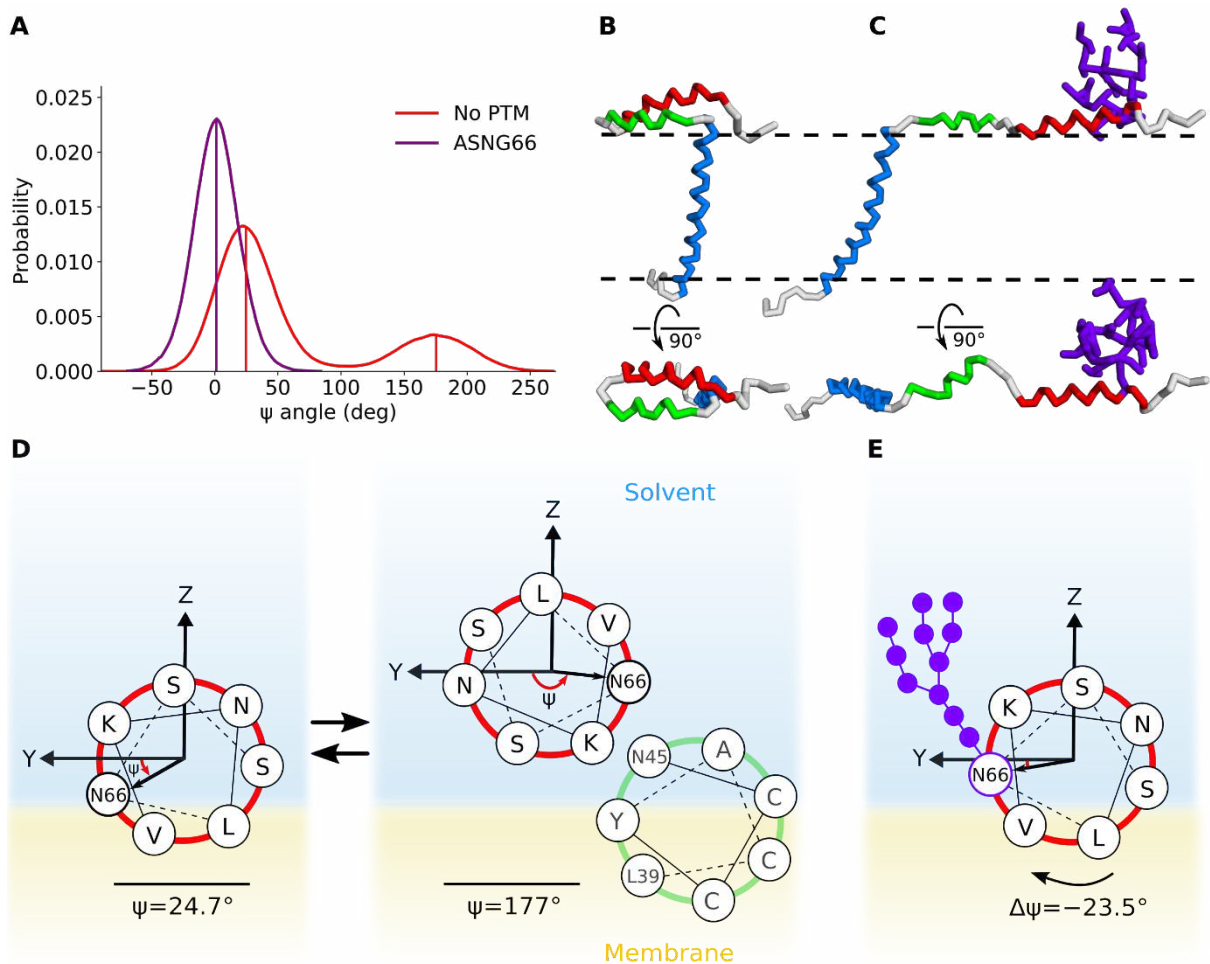 A
B
C
0.025
0.020
0.015
0.010
0.005
0.000
Probability
No PTM
ASNG66
−50
0
50
100
150
200
250
ψ angle (deg)
90°
90°
D
E
Solvent
Z
Y
S
K
N
S
N66
V
L
ψ
ψ=24.7°
Z
Y
L
S
V
N
N66
S
K
ψ
N45
A
Y
C
L39
C
C
ψ=177°
Membrane
Z
Y
S
K
N
N66
S
V
L
Δψ=−23.5°